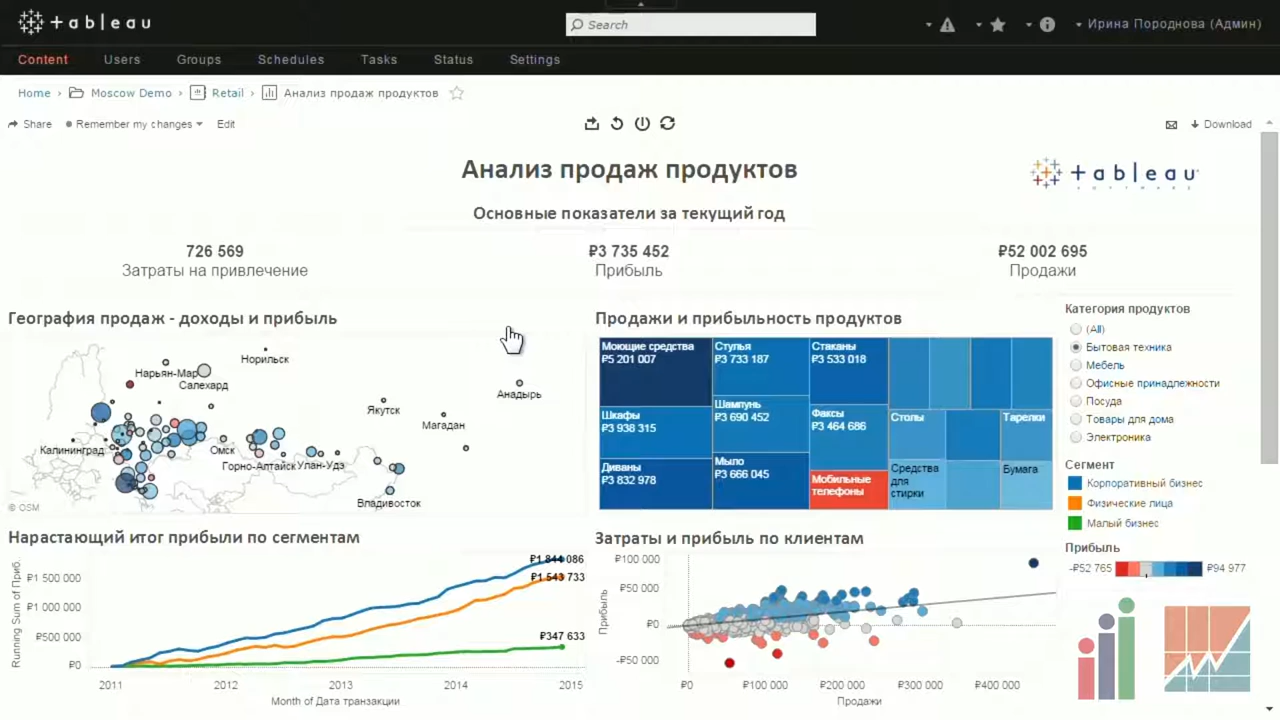 tableau
Search
Ирина Породнова (Админ)
Content Users Groups Schedules Tasks Status Settings
Home › Moscow Demo › Retail › Анализ продаж продуктов
Share Remember my changes Edit
Download
Анализ продаж продуктов
tableau
Основные показатели за текущий год
726 569
Затраты на привлечение
₽3 735 452
Прибыль
₽52 002 695
Продажи
География продаж - доходы и прибыль
Норильск
Нарьян-Мар
Салехард
Анадырь
Якутск
Магадан
Калининград
Омск
Горно-Алтайск
Улан-Удэ
Владивосток
© OSM
Продажи и прибыльность продуктов
Моющие средства
₽5 201 007
Шкафы
₽3 938 315
Диваны
₽3 832 978
Стулья
₽3 733 187
Шампунь
₽3 690 452
Мыло
₽3 666 045
Стаканы
₽3 533 018
Факсы
₽3 464 686
Мобильные
телефоны
Столы
Тарелки
Средства
для
стирки
Бумага
Категория продуктов
(All)
Бытовая техника
Мебель
Офисные принадлежности
Посуда
Товары для дома
Электроника
Сегмент
Корпоративный бизнес
Физические лица
Малый бизнес
Прибыль
-₽52 765 ₽94 977
Нарастающий итог прибыли по сегментам
Running Sum of Приб.
₽1 500 000
₽1 000 000
₽500 000
₽0
₽1 844 086
₽1 543 733
₽347 633
2011 2012 2013 2014 2015
Month of Дата транзакции
Затраты и прибыль по клиентам
Прибыль
₽100 000
₽50 000
₽0
-₽50 000
₽0 ₽100 000 ₽200 000 ₽300 000 ₽400 000
Продажи